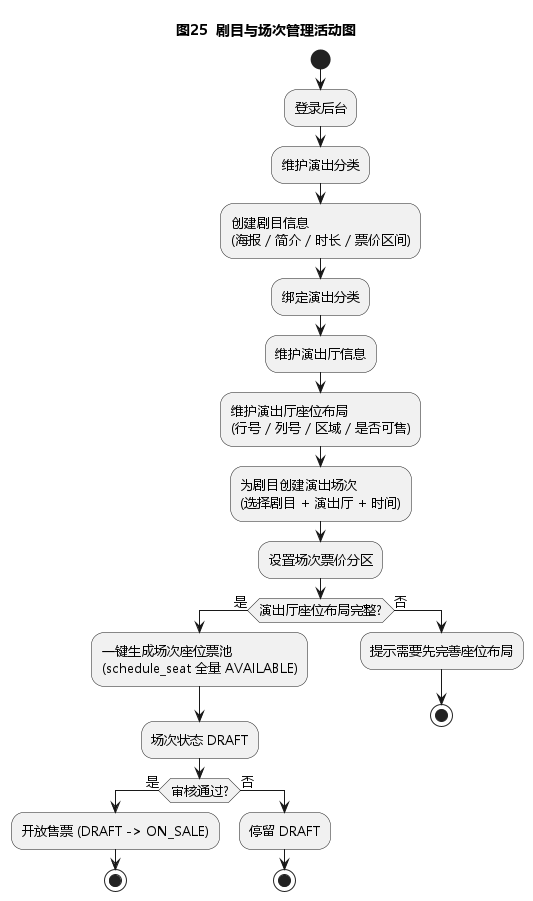 图25 剧目与场次管理活动图
登录后台
维护演出分类
创建剧目信息
(海报 / 简介 / 时长 / 票价区间)
绑定演出分类
维护演出厅信息
维护演出厅座位布局
(行号 / 列号 / 区域 / 是否可售)
为剧目创建演出场次
(选择剧目 + 演出厅 + 时间)
设置场次票价分区
是
演出厅座位布局完整?
否
一键生成场次座位票池
(schedule_seat 全量 AVAILABLE)
提示需要先完善座位布局
场次状态 DRAFT
是
审核通过?
否
开放售票 (DRAFT -> ON_SALE)
停留 DRAFT